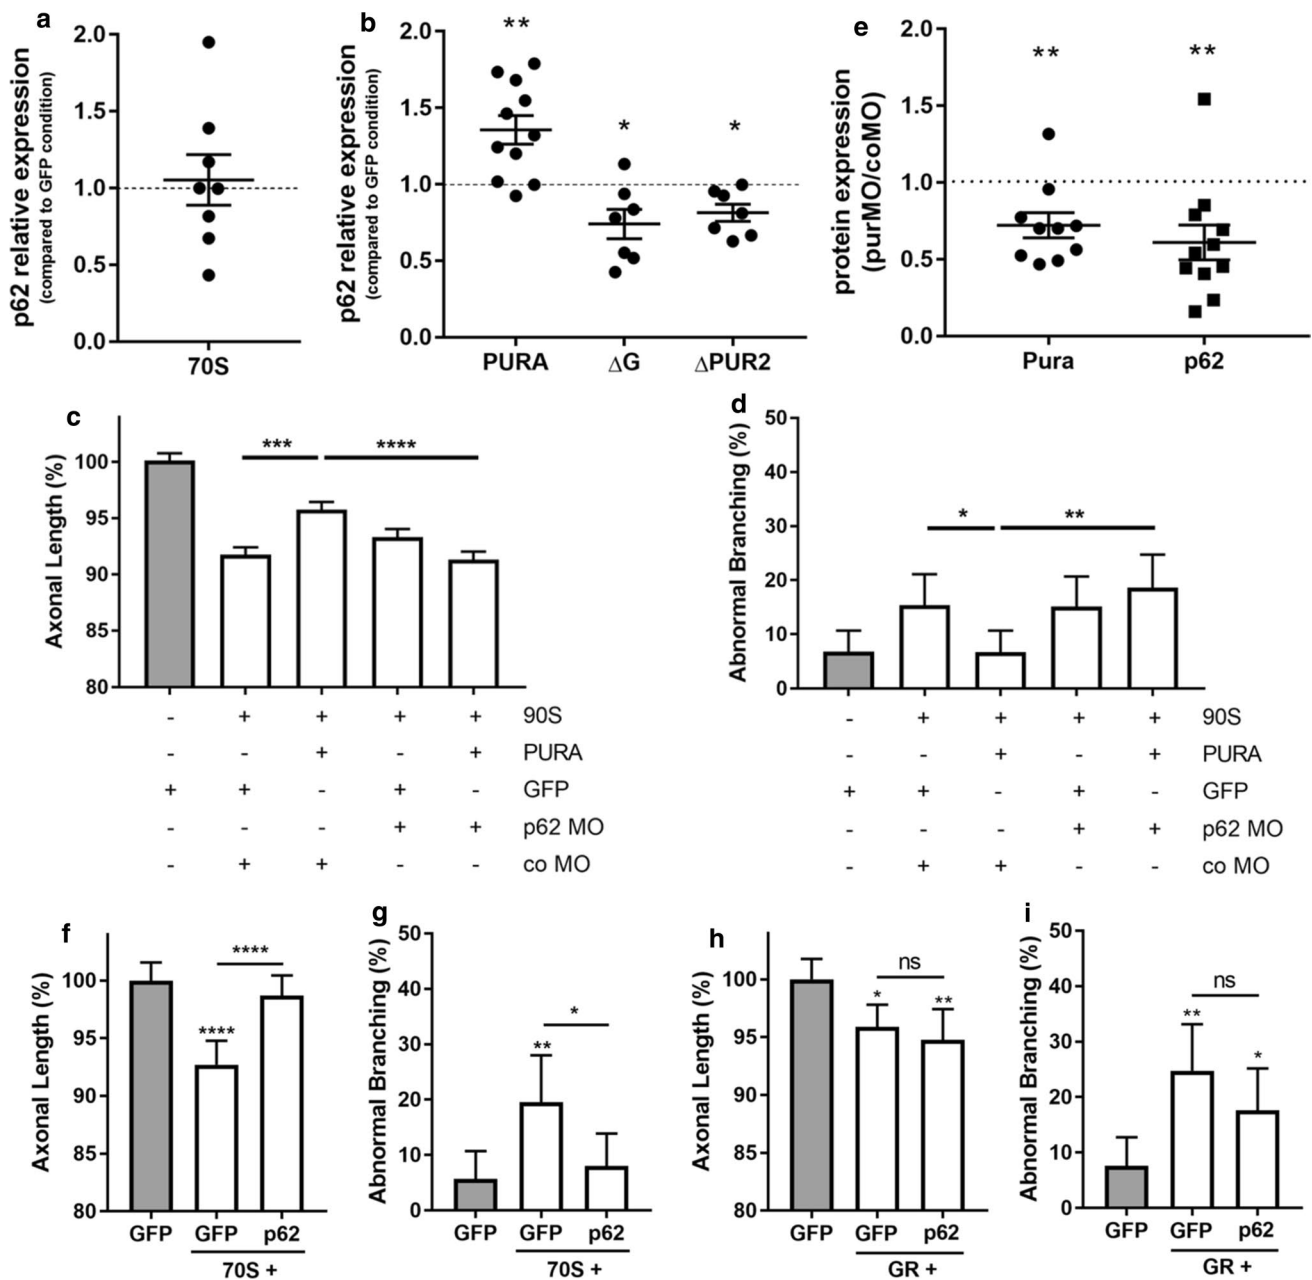 a
p62 relative expression
(compared to GFP condition)
2.0
1.5
1.0
0.5
0.0
70S
b
p62 relative expression
(compared to GFP condition)
2.0
1.5
1.0
0.5
0.0
**
*
*
PURA
ΔG
ΔPUR2
e
protein expression
(purMO/coMO)
2.0
1.5
1.0
0.5
0.0
**
**
Pura
p62
c
Axonal Length (%)
100
95
90
85
80
***
****
- + + + + 90S
- - + - + PURA
+ + - + - GFP
- - - + + p62 MO
- + + - - co MO
d
Abnormal Branching (%)
50
40
30
20
10
0
*
**
- + + + + 90S
- - + - + PURA
+ + - + - GFP
- - - + + p62 MO
- + + - - co MO
f
Axonal Length (%)
100
95
90
85
80
****
****
GFP GFP p62
70S +
g
Abnormal Branching (%)
50
40
30
20
10
0
*
**
GFP GFP p62
70S +
h
Axonal Length (%)
100
95
90
85
80
ns
*
**
GFP GFP p62
GR +
i
Abnormal Branching (%)
50
40
30
20
10
0
ns
**
*
GFP GFP p62
GR +